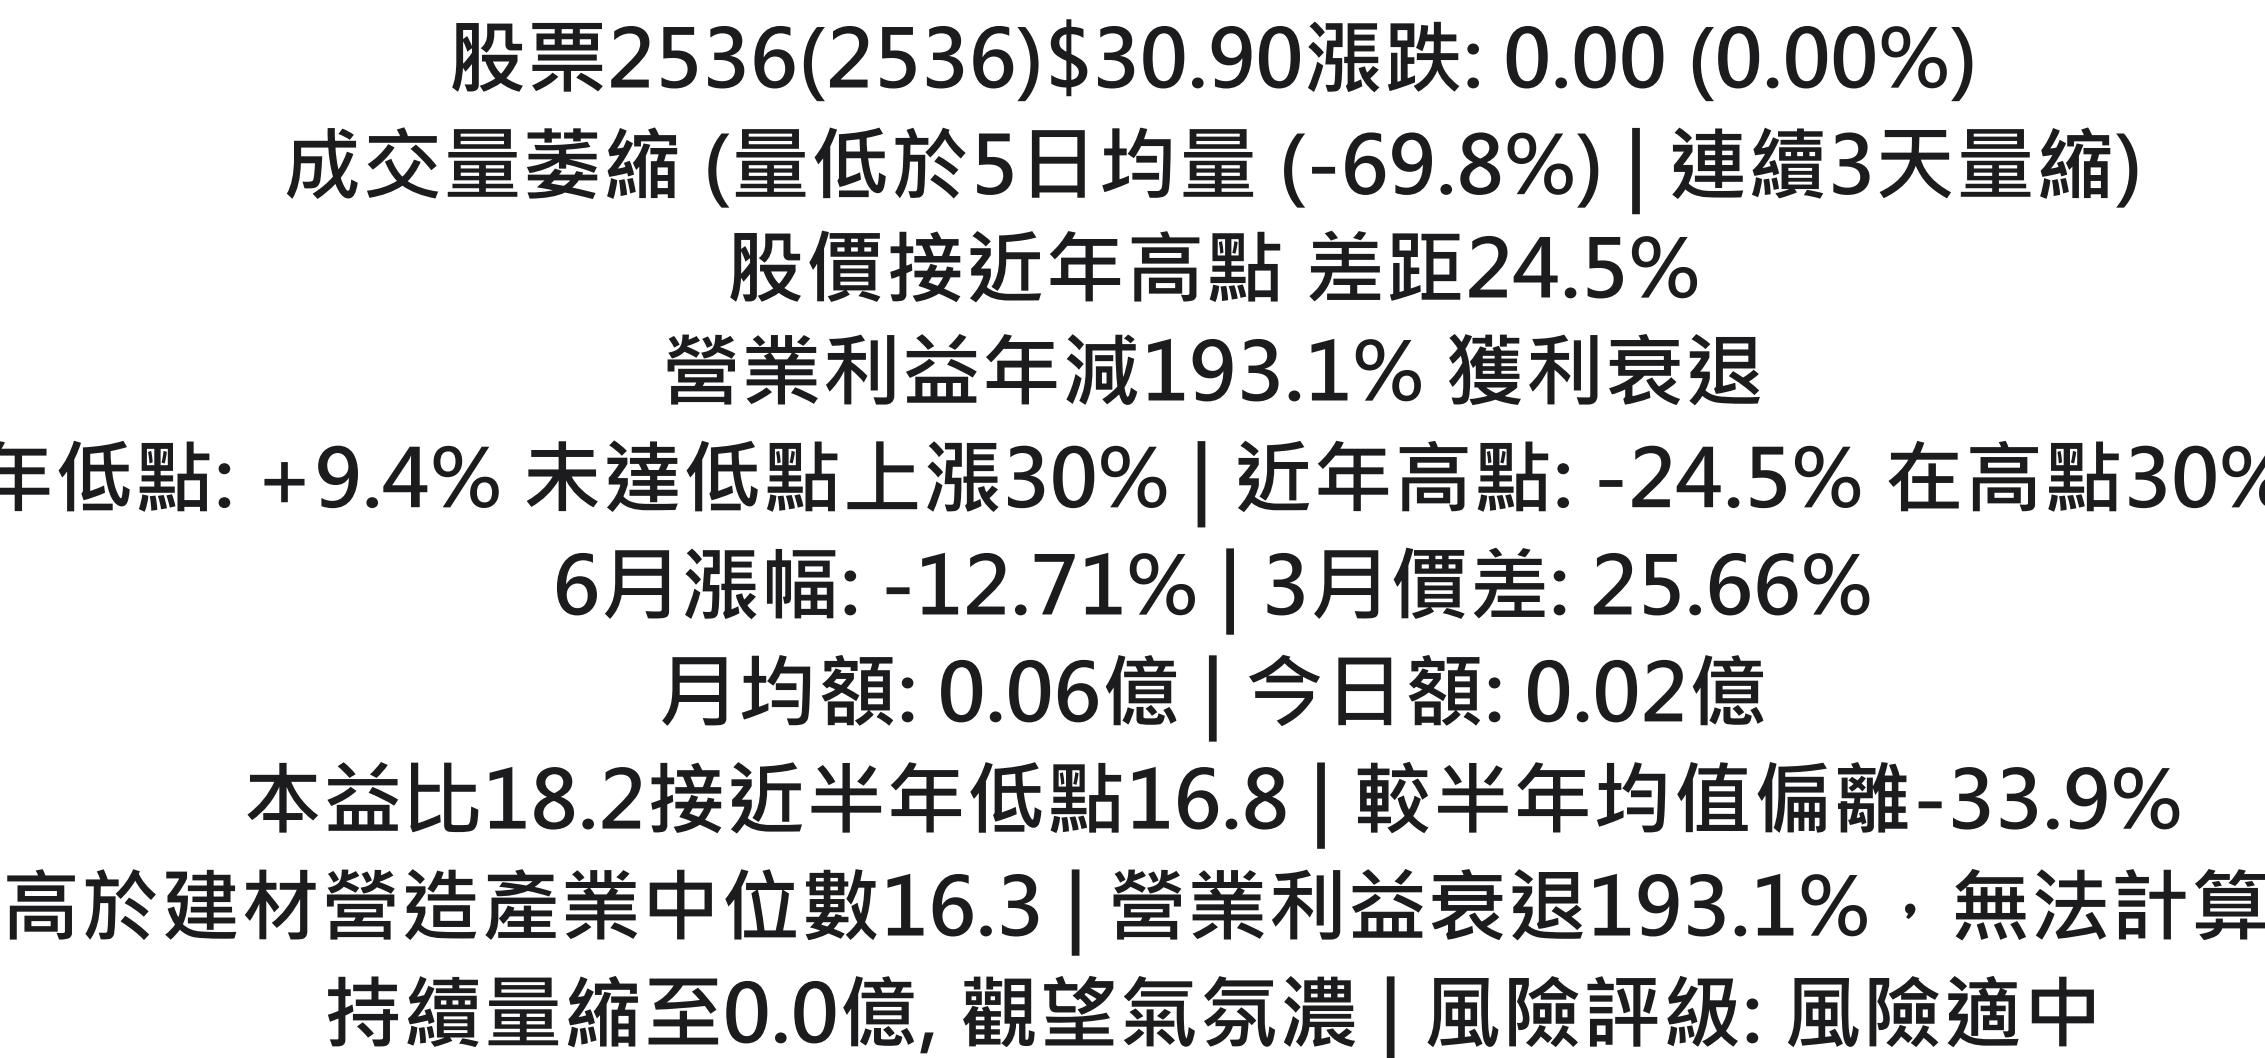 股票2536(2536)$30.90漲跌: 0.00 (0.00%)
成交量萎縮 (量低於5日均量 (-69.8%) | 連續3天量縮)
股價接近年高點 差距24.5%
營業利益年減193.1% 獲利衰退
年低點: +9.4% 未達低點上漲30% | 近年高點: -24.5% 在高點30%
6月漲幅: -12.71% | 3月價差: 25.66%
月均額: 0.06億 | 今日額: 0.02億
本益比18.2接近半年低點16.8 | 較半年均值偏離-33.9%
高於建材營造產業中位數16.3 | 營業利益衰退193.1%，無法計算
持續量縮至0.0億, 觀望氣氛濃 | 風險評級: 風險適中